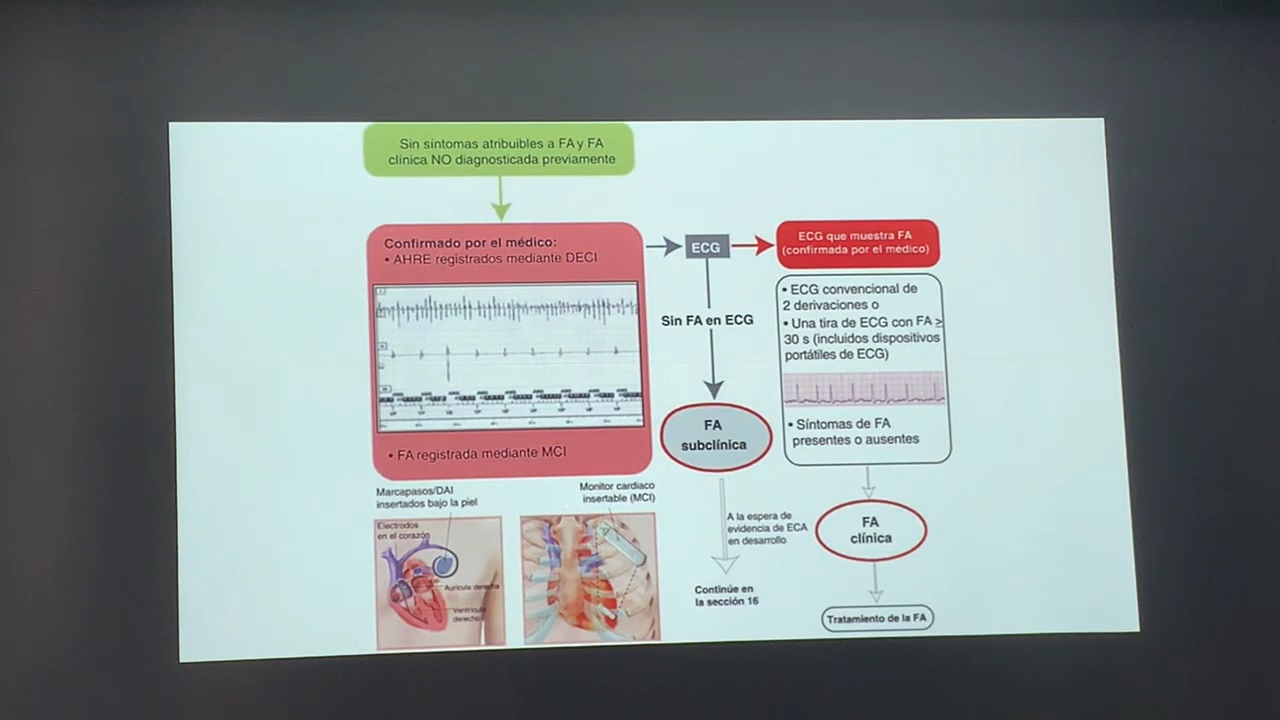 Sin síntomas atribuibles a FA y FA
clínica NO diagnosticada previamente
Confirmado por el médico:
• AHRE registrados mediante DECI
• FA registrada mediante MCI
ECG
Sin FA en ECG
FA
subclínica
A la espera de
evidencia de ECA
en desarrollo
Continúe en
la sección 16
ECG que muestra FA
(confirmada por el médico)
• ECG convencional de
2 derivaciones o
• Una tira de ECG con FA ≥
30 s (incluidos dispositivos
portátiles de ECG)
• Síntomas de FA
presentes o ausentes
FA
clínica
Tratamiento de la FA
Marcapasos/DAI
insertados bajo la piel
Electrodos
en el corazón
Aurícula derecha
Ventrículo
derecho
Monitor cardiaco
insertable (MCI)